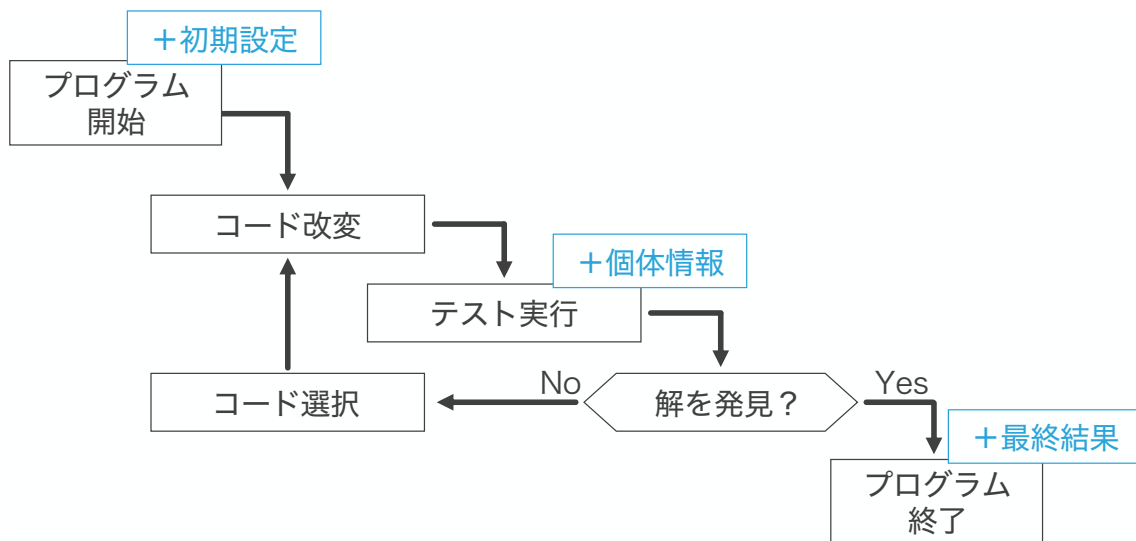 ＋初期設定
プログラム
開始
コード改変
＋個体情報
テスト実行
No
Yes
コード選択
解を発見？
＋最終結果
プログラム
終了